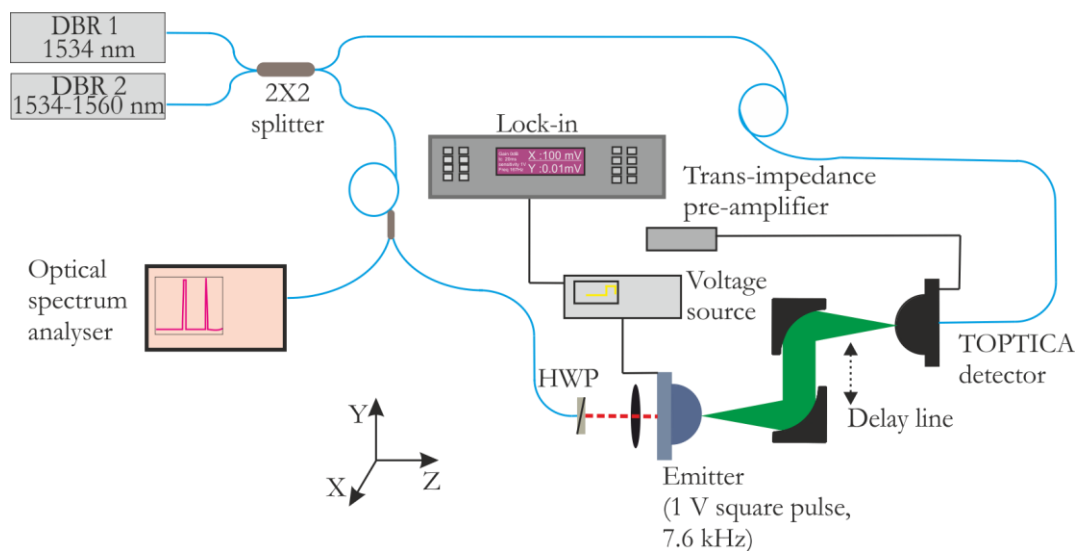 DBR 1
1534 nm
DBR 2
1534-1560 nm
2X2
splitter
Lock-in
X :100 mV
Y :0.01mV
Trans-impedance
pre-amplifier
Optical
spectrum
analyser
Voltage
source
TOPTICA
detector
HWP
Delay line
Y
X
Z
Emitter
(1 V square pulse,
7.6 kHz)